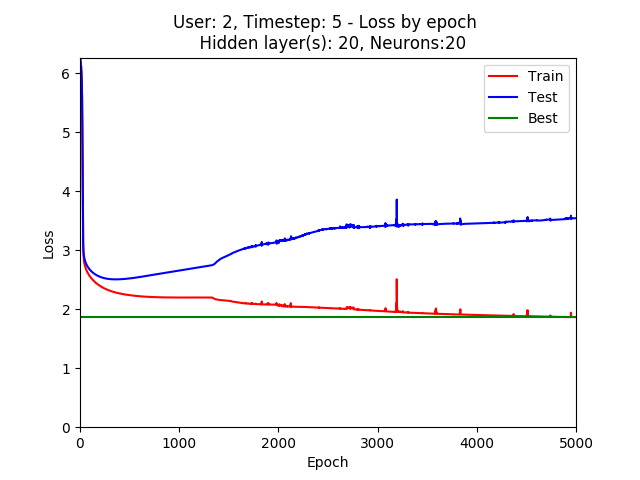 User: 2, Timestep: 5 - Loss by epoch
Hidden layer(s): 20, Neurons:20
6
5
4
3
2
1
0
Loss
Train
Test
Best
0 1000 2000 3000 4000 5000
Epoch